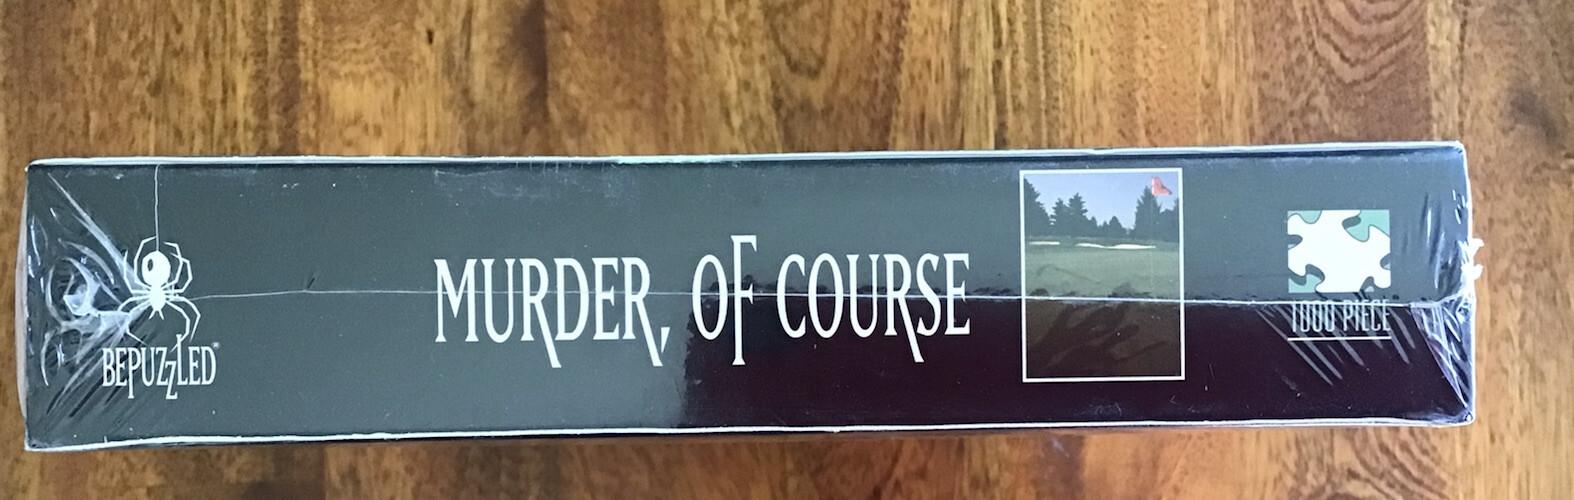 BEPUZZLED®
MURDER, OF COURSE
1000 PIECE